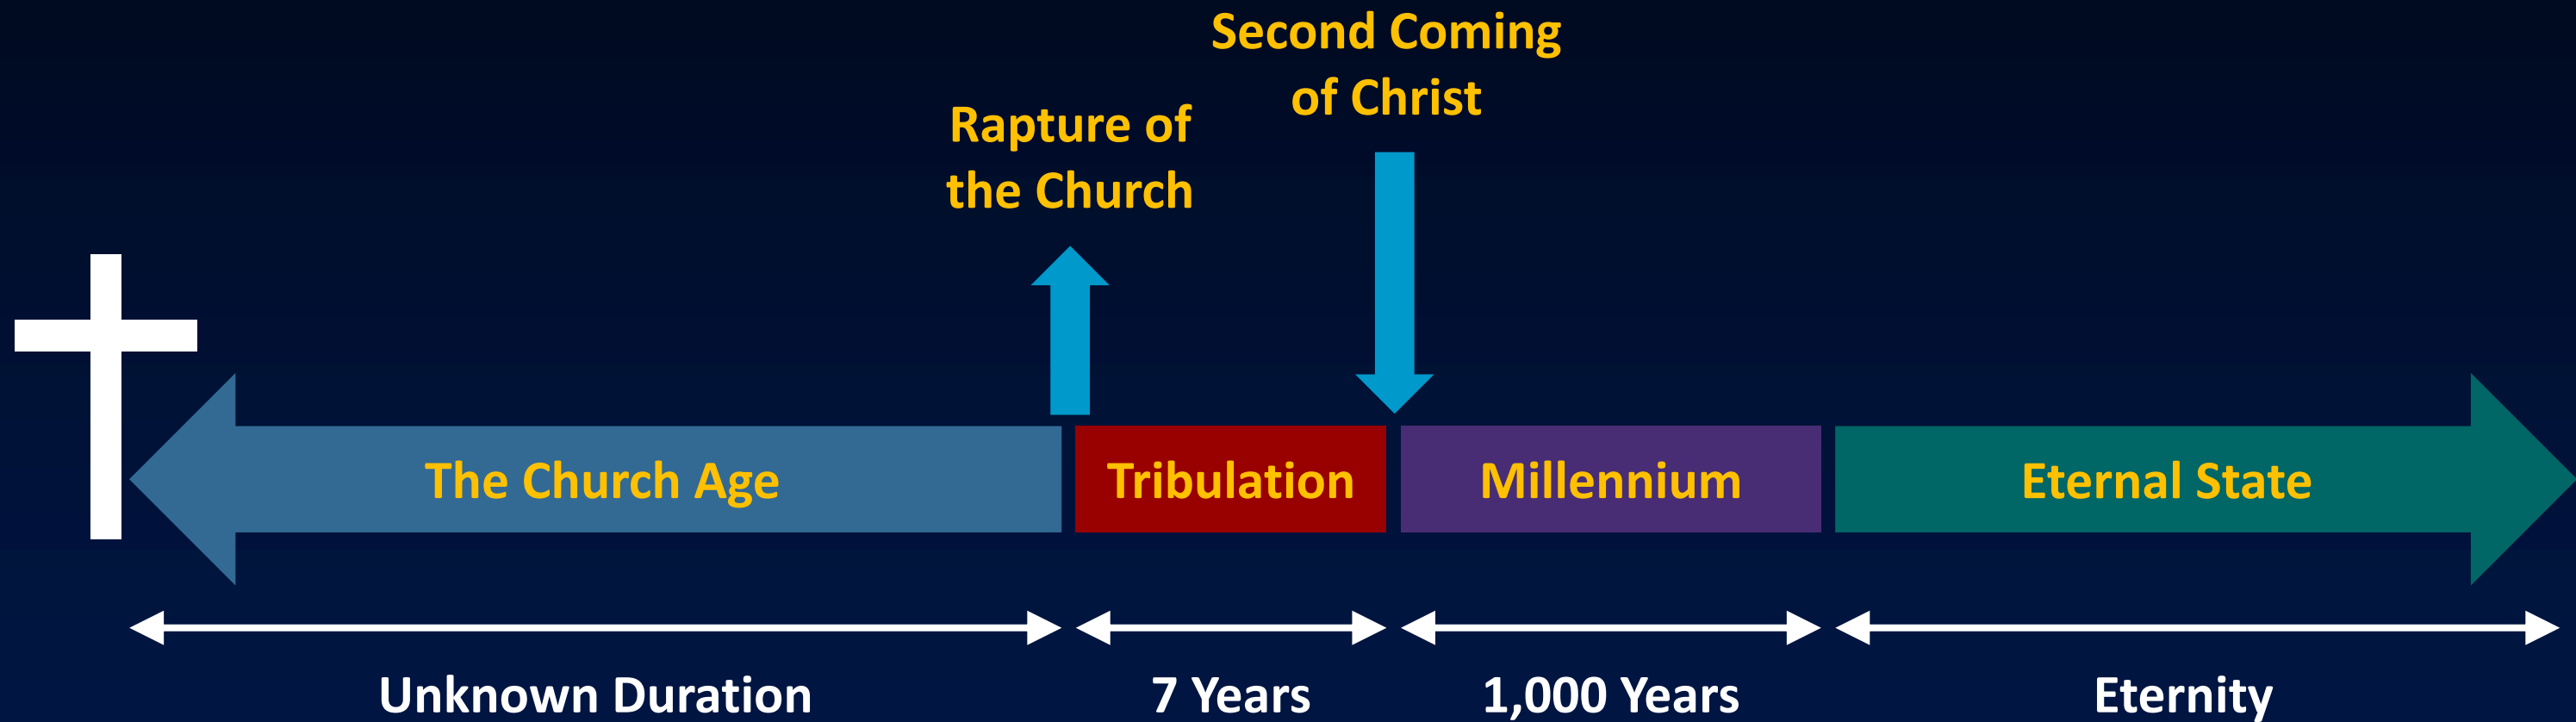 Second Coming
of Christ
Rapture of
the Church
The Church Age
Tribulation
Millennium
Eternal State
Unknown Duration
7 Years
1,000 Years
Eternity